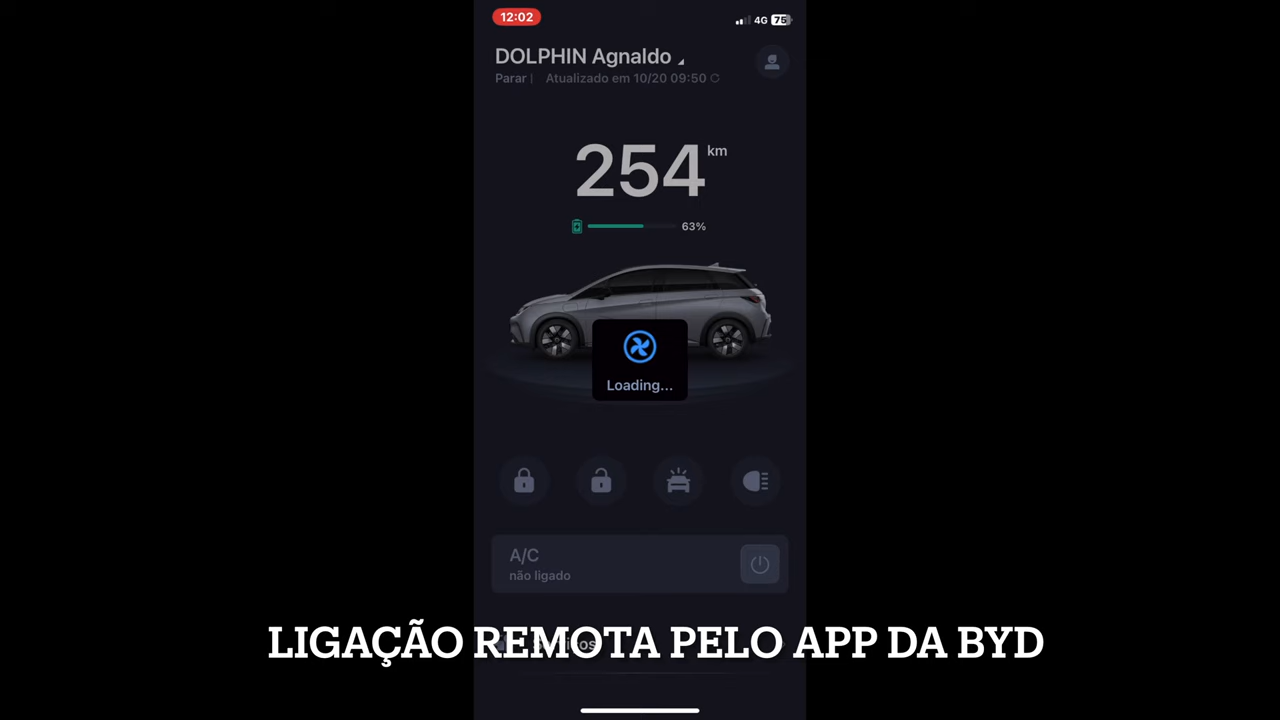 12:02
4G 75
DOLPHIN Agnaldo
Parar | Atualizado em 10/20 09:50
254 km
63%
Loading...
A/C
não ligado
LIGAÇÃO REMOTA PELO APP DA BYD